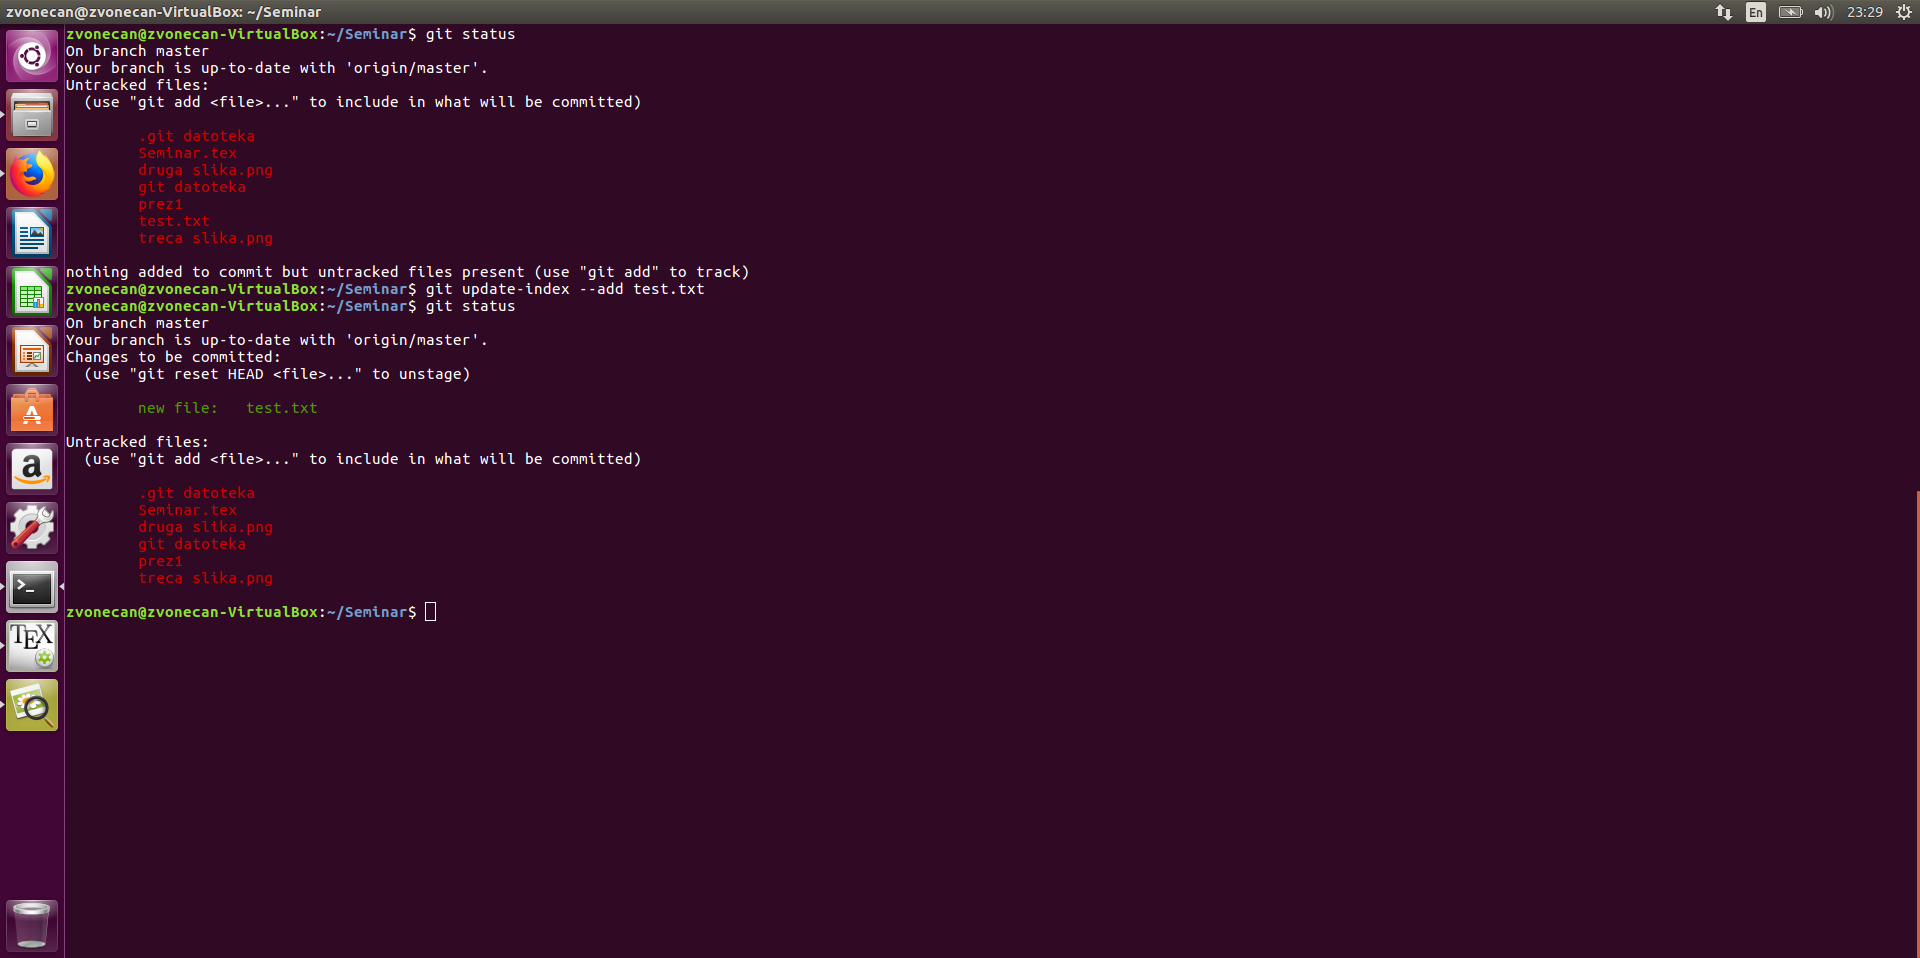 zvonecan@zvonecan-VirtualBox: ~/Seminar
En
23:29
zvonecan@zvonecan-VirtualBox:~/Seminar$ git status
On branch master
Your branch is up-to-date with 'origin/master'.
Untracked files:
  (use "git add <file>..." to include in what will be committed)
.git datoteka
Seminar.tex
druga slika.png
git datoteka
prez1
test.txt
treca slika.png
nothing added to commit but untracked files present (use "git add" to track)
zvonecan@zvonecan-VirtualBox:~/Seminar$ git update-index --add test.txt
zvonecan@zvonecan-VirtualBox:~/Seminar$ git status
On branch master
Your branch is up-to-date with 'origin/master'.
Changes to be committed:
  (use "git reset HEAD <file>..." to unstage)
new file:   test.txt
Untracked files:
  (use "git add <file>..." to include in what will be committed)
.git datoteka
Seminar.tex
druga slika.png
git datoteka
prez1
treca slika.png
zvonecan@zvonecan-VirtualBox:~/Seminar$
A
a
>_
TEX